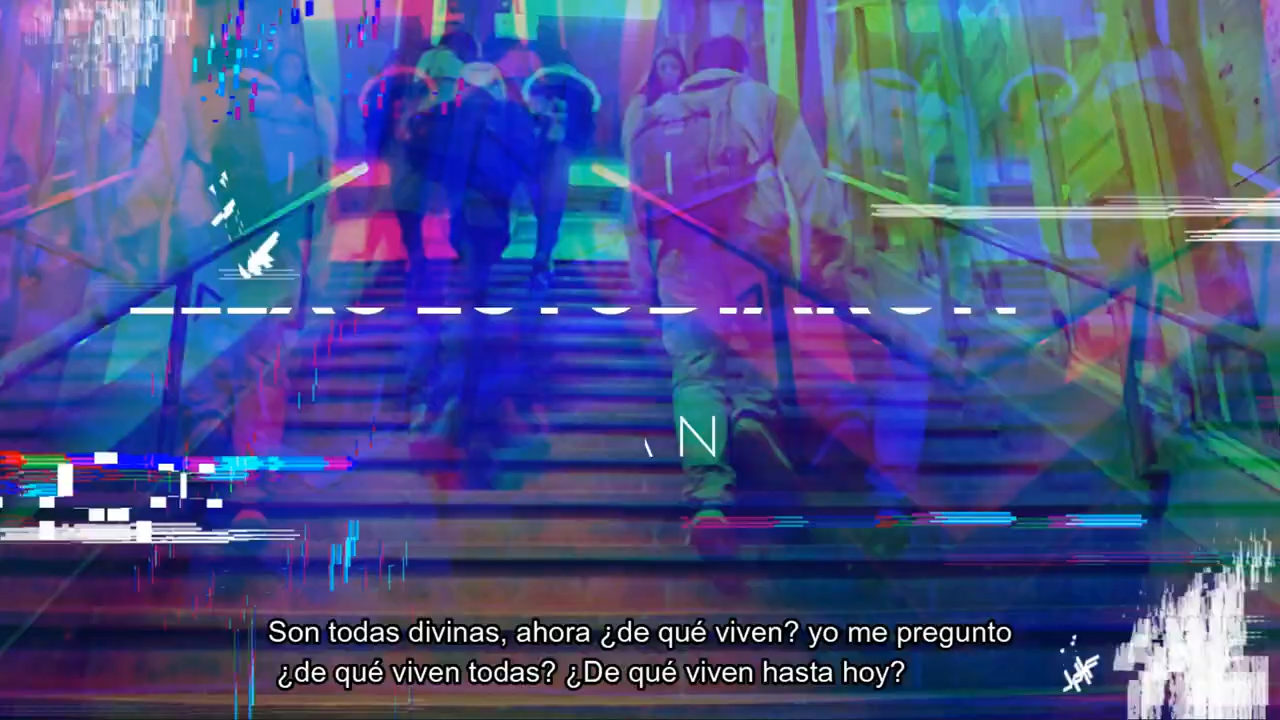 N
Son todas divinas, ahora ¿de qué viven? yo me pregunto
¿de qué viven todas? ¿De qué viven hasta hoy?